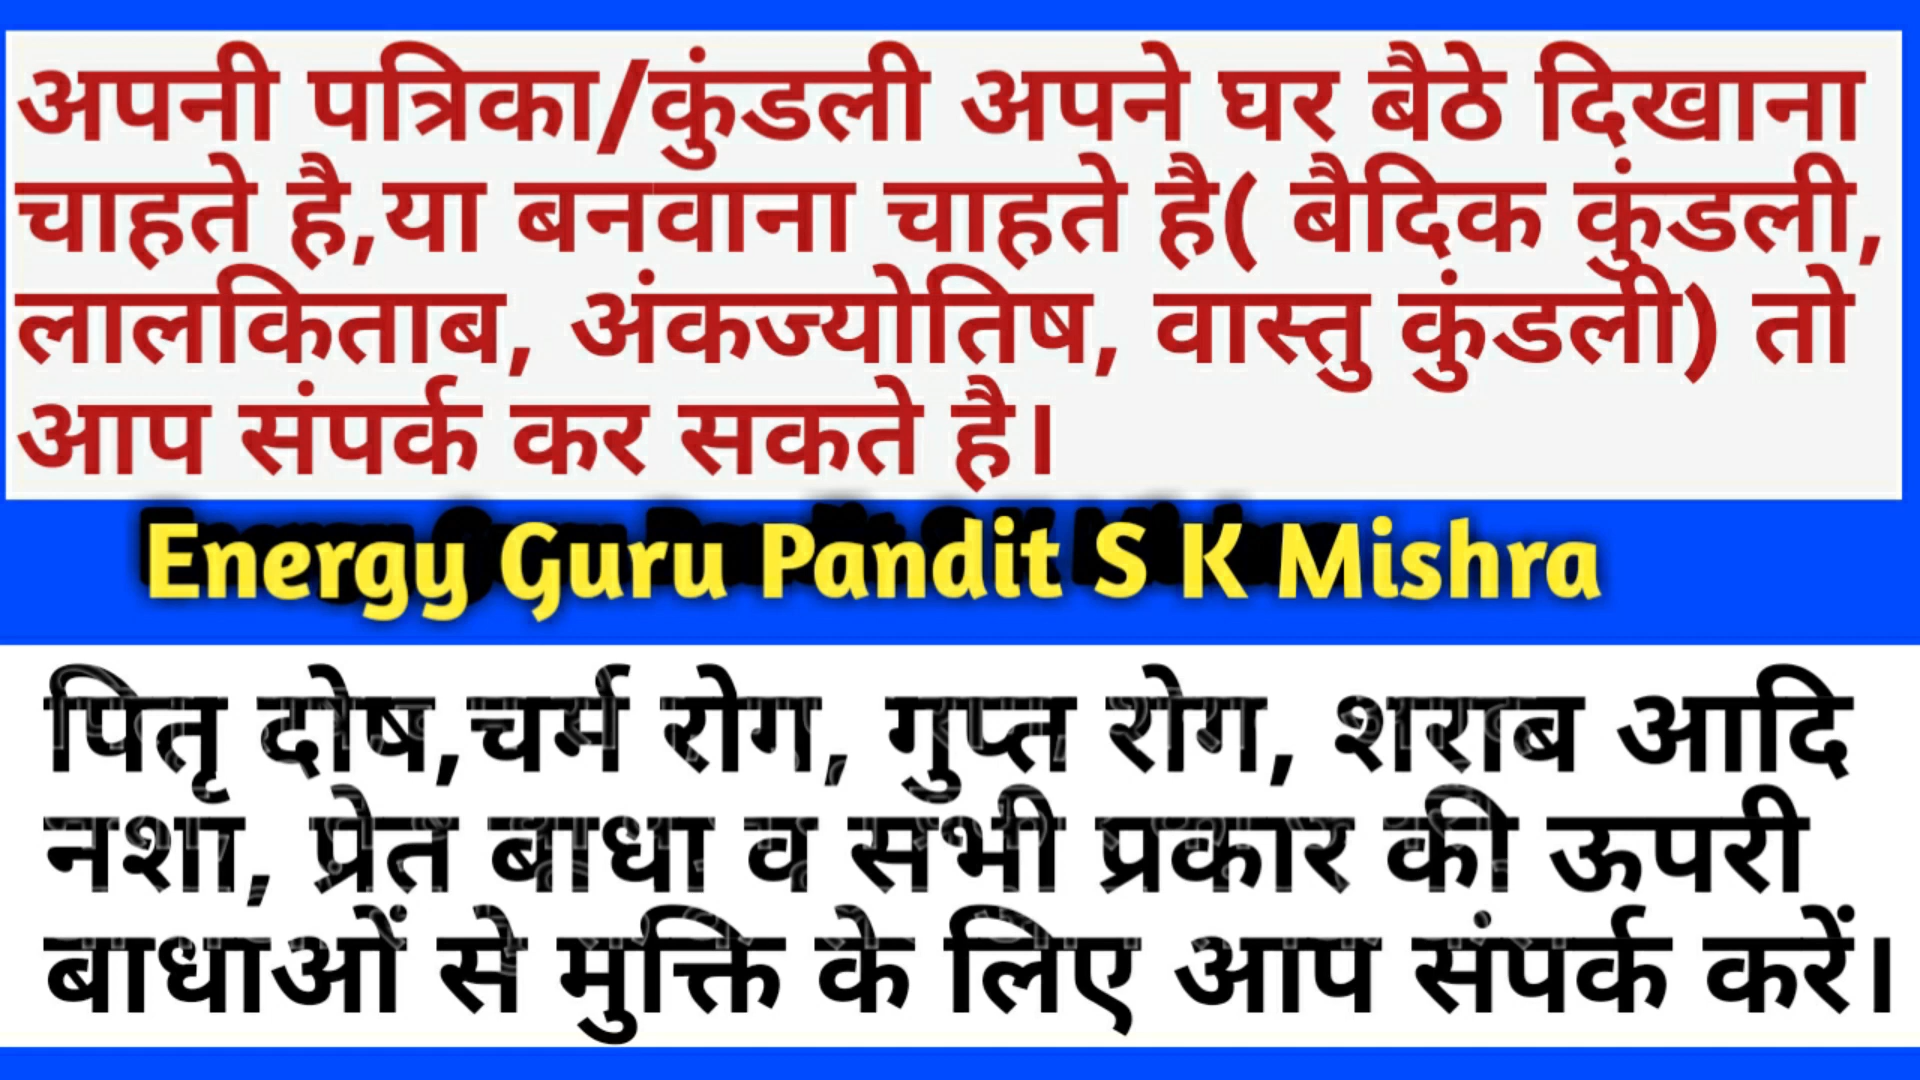 अपनी पत्रिका/कुंडली अपने घर बैठे दिखाना
चाहते है,या बनवाना चाहते है( बैदिक कुंडली,
लालकिताब, अंकज्योतिष, वास्तु कुंडली) तो
आप संपर्क कर सकते है।
Energy Guru Pandit S K Mishra
पितृ दोष,चर्म रोग, गुप्त रोग, शराब आदि
नशा, प्रेत बाधा व सभी प्रकार की ऊपरी
बाधाओं से मुक्ति के लिए आप संपर्क करें।